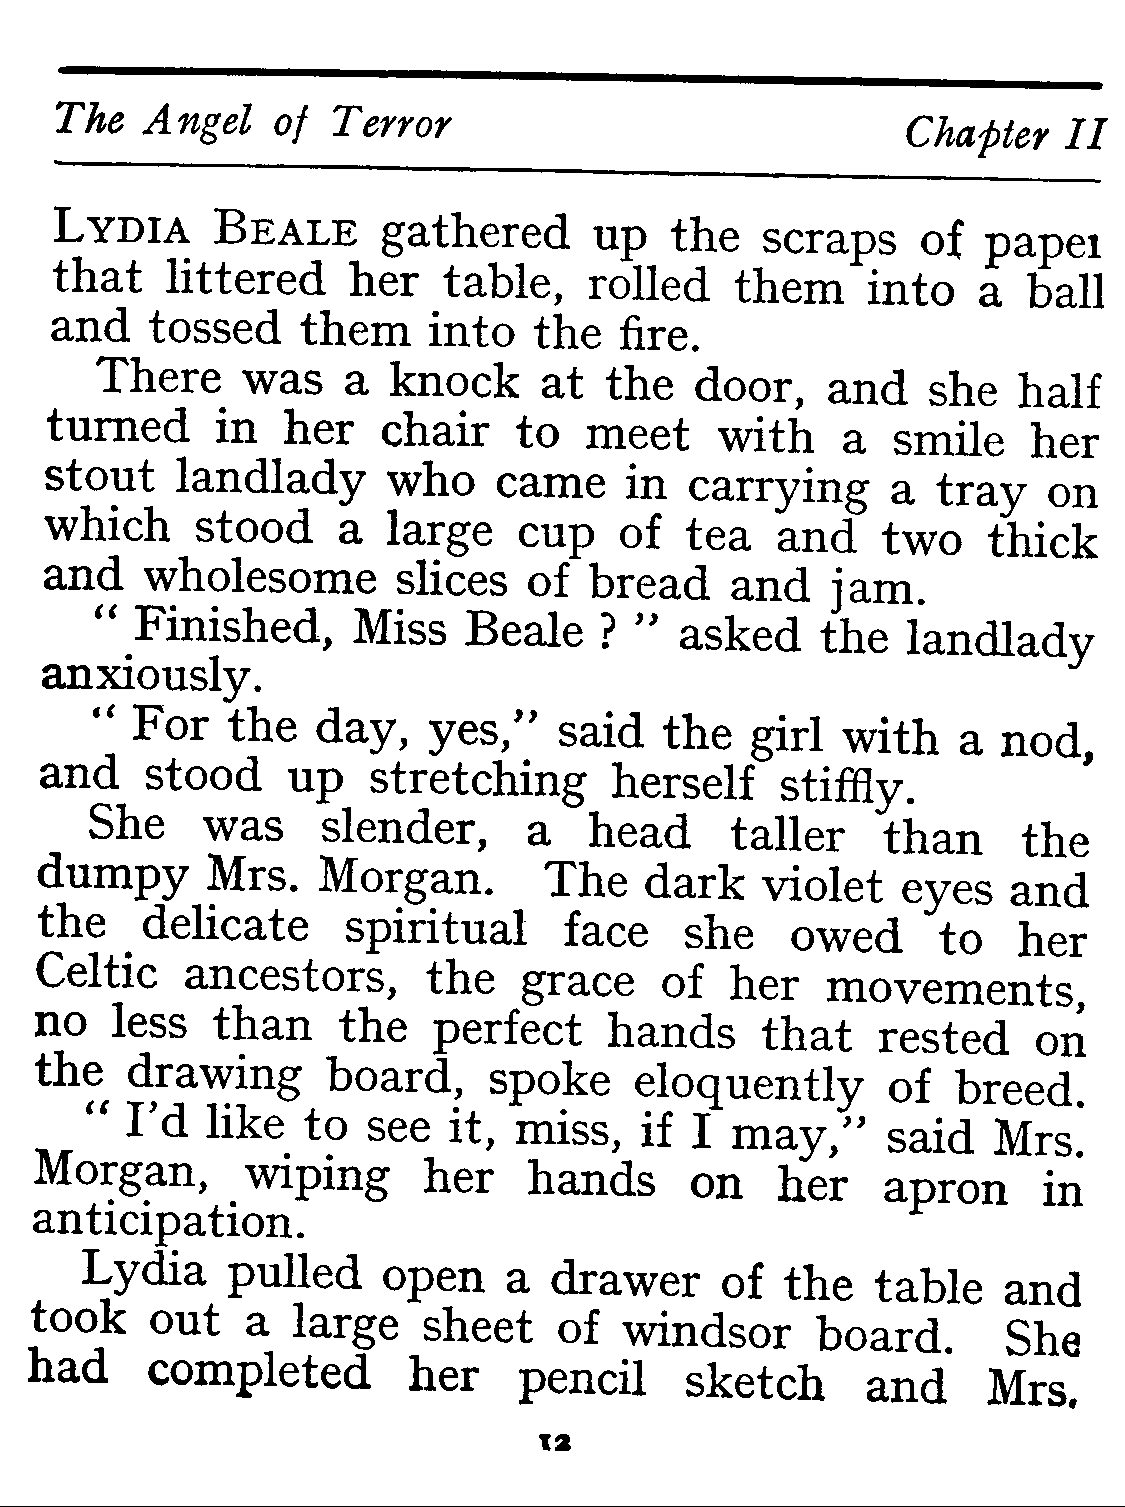 The Angel of Terror Chapter II
LYDIA BEALE gathered up the scraps of paper
that littered her table, rolled them into a ball
and tossed them into the fire.
There was a knock at the door, and she half
turned in her chair to meet with a smile her
stout landlady who came in carrying a tray on
which stood a large cup of tea and two thick
and wholesome slices of bread and jam.
" Finished, Miss Beale ? " asked the landlady
anxiously.
" For the day, yes," said the girl with a nod,
and stood up stretching herself stiffly.
She was slender, a head taller than the
dumpy Mrs. Morgan. The dark violet eyes and
the delicate spiritual face she owed to her
Celtic ancestors, the grace of her movements,
no less than the perfect hands that rested on
the drawing board, spoke eloquently of breed.
" I'd like to see it, miss, if I may," said Mrs.
Morgan, wiping her hands on her apron in
anticipation.
Lydia pulled open a drawer of the table and
took out a large sheet of windsor board. She
had completed her pencil sketch and Mrs.
12